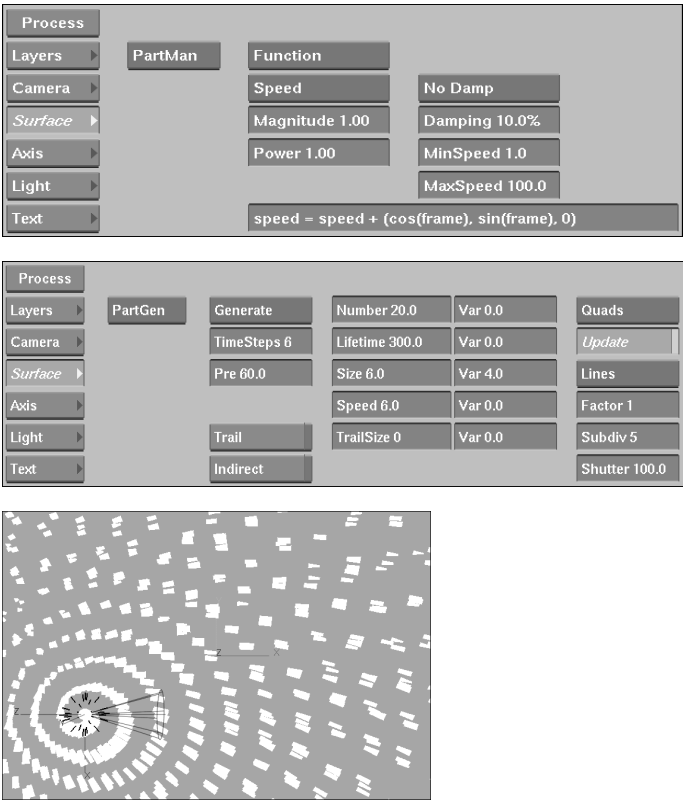 Process
Layers PartMan Function
Camera Speed No Damp
Surface Magnitude 1.00 Damping 10.0%
Axis Power 1.00 MinSpeed 1.0
Light MaxSpeed 100.0
Text speed = speed + (cos(frame), sin(frame), 0)
Process
Layers PartGen Generate Number 20.0 Var 0.0 Quads
Camera TimeSteps 6 Lifetime 300.0 Var 0.0 Update
Surface Pre 60.0 Size 6.0 Var 4.0 Lines
Axis Speed 6.0 Var 0.0 Factor 1
Light Trail TrailSize 0 Var 0.0 Subdiv 5
Text Indirect Shutter 100.0
Z X
Z
X